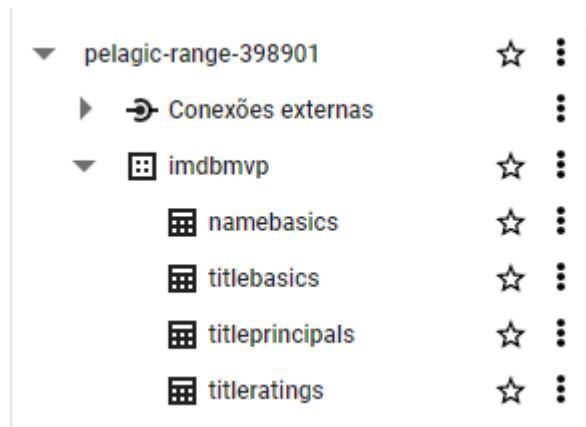 pelagic-range-398901
Conexões externas
imdbmvp
namebasics
titlebasics
titleprincipals
titleratings